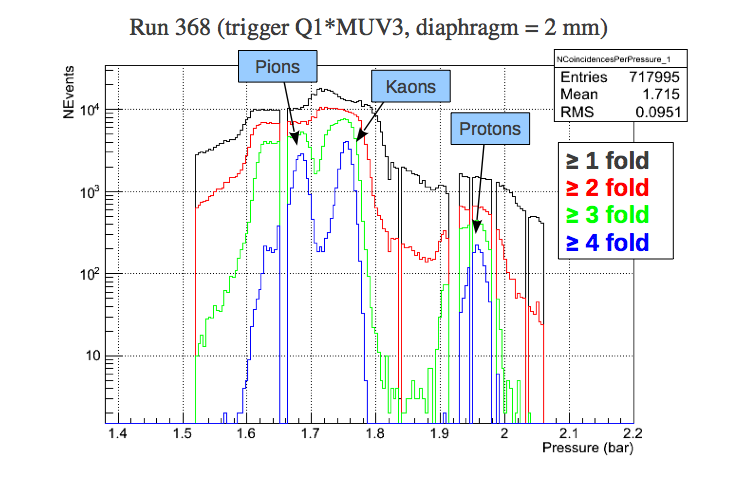 Run 368 (trigger Q1*MUV3, diaphragm = 2 mm)
NCoincidencesPerPressure_1
Entries 717995
Mean 1.715
RMS 0.0951
Pions
Kaons
Protons
≥ 1 fold
≥ 2 fold
≥ 3 fold
≥ 4 fold
NEvents
10⁴
10³
10²
10
1.4 1.5 1.6 1.7 1.8 1.9 2 2.1 2.2
Pressure (bar)